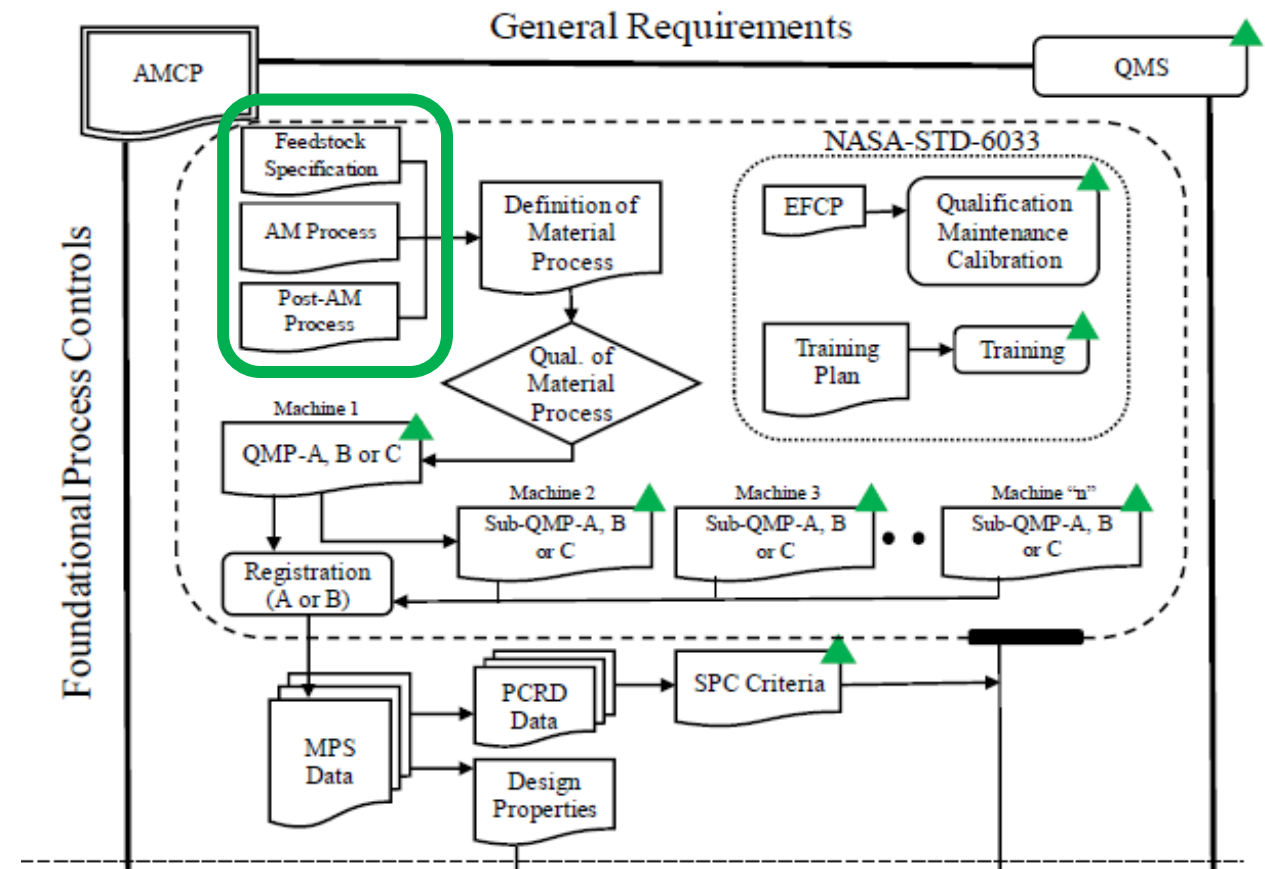 General Requirements
AMCP
QMS
Foundational Process Controls
NASA-STD-6033
Feedstock
Specification
AM Process
Post-AM
Process
Definition of
Material
Process
EFCP
Qualification
Maintenance
Calibration
Training
Plan
Training
Qual. of
Material
Process
Machine 1
QMP-A, B or C
Machine 2
Sub-QMP-A, B
or C
Machine 3
Sub-QMP-A, B
or C
Machine “n”
Sub-QMP-A, B
or C
Registration
(A or B)
MPS
Data
PCRD
Data
SPC Criteria
Design
Properties